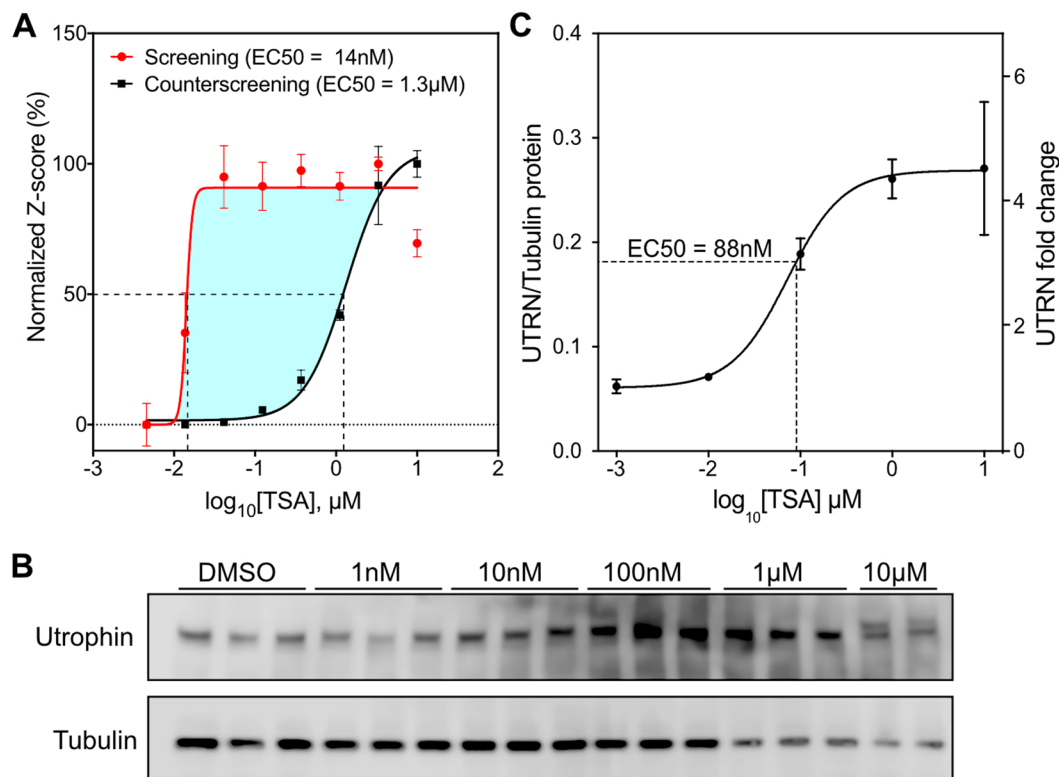 A
Normalized Z-score (%)
150
100
50
0
Screening (EC50 = 14nM)
Counterscreening (EC50 = 1.3µM)
-3 -2 -1 0 1 2
log10[TSA], µM
C
UTRN/Tubulin protein
0.4
0.3
0.2
0.1
0.0
EC50 = 88nM
6
4
2
0
UTRN fold change
-3 -2 -1 0 1
log10[TSA] µM
B
DMSO 1nM 10nM 100nM 1µM 10µM
Utrophin
Tubulin